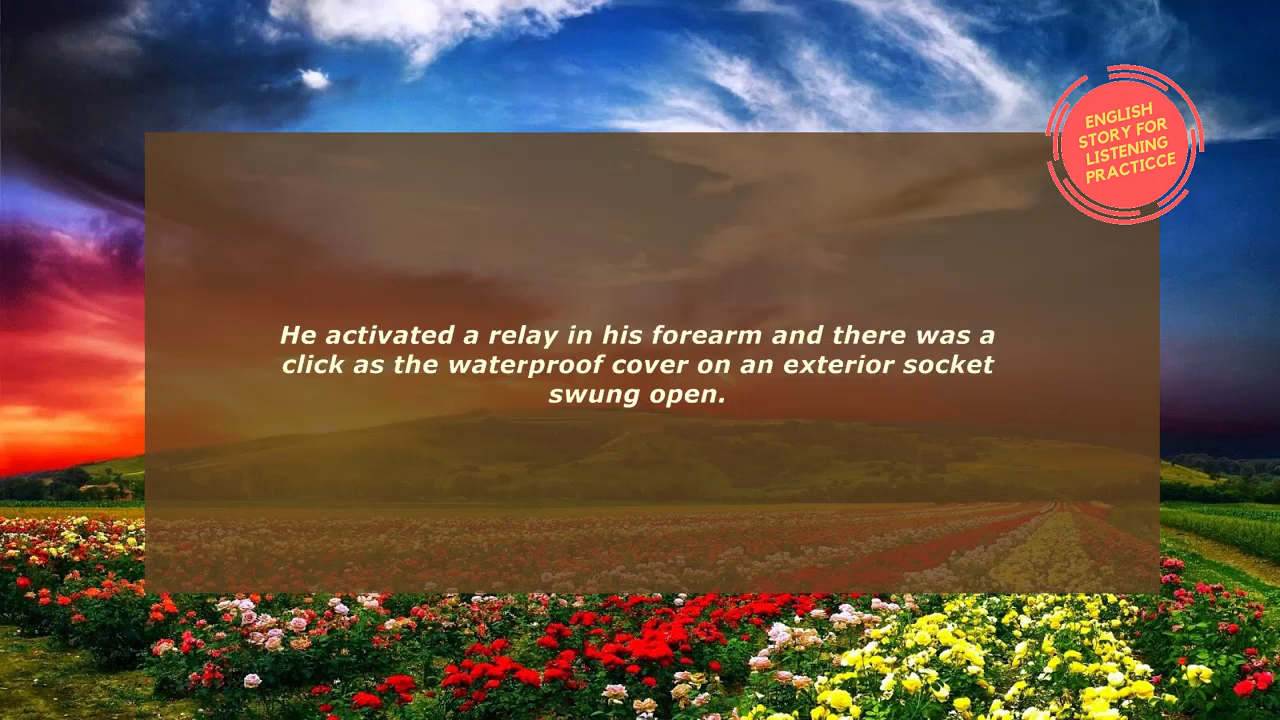 ENGLISH
STORY FOR
LISTENING
PRACTICCE
He activated a relay in his forearm and there was a
click as the waterproof cover on an exterior socket
swung open.